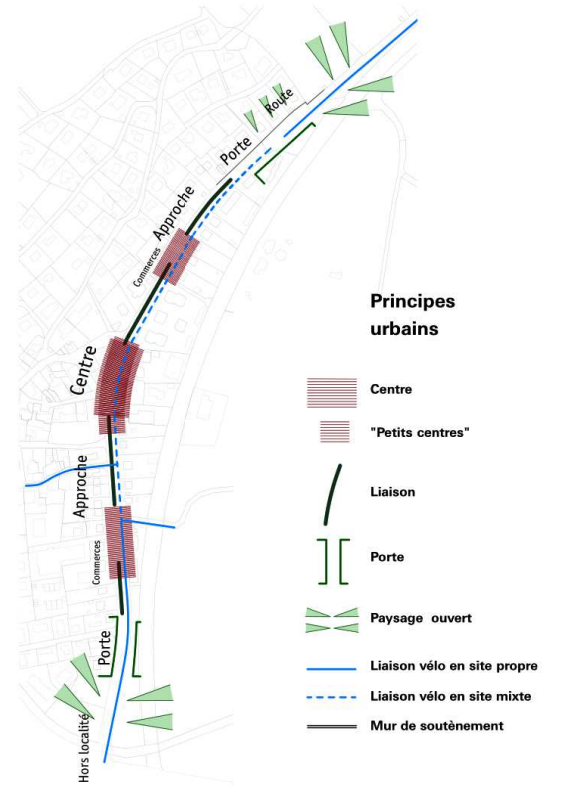 Route
Porte
Approche
Commerces
Centre
Approche
Commerces
Porte
Hors localité
Principes
urbains
Centre
"Petits centres"
Liaison
Porte
Paysage ouvert
Liaison vélo en site propre
Liaison vélo en site mixte
Mur de soutènement